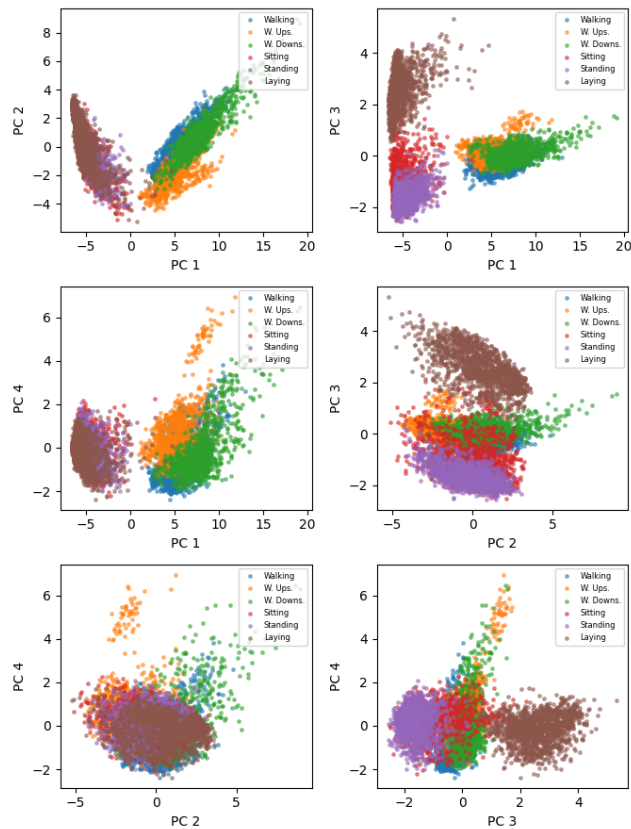 PC 2
8
6
4
2
0
−2
−4
−5 0 5 10 15 20
PC 1
Walking
W. Ups.
W. Downs.
Sitting
Standing
Laying
PC 3
4
2
0
−2
−5 0 5 10 15 20
PC 1
Walking
W. Ups.
W. Downs.
Sitting
Standing
Laying
PC 4
6
4
2
0
−2
−5 0 5 10 15 20
PC 1
Walking
W. Ups.
W. Downs.
Sitting
Standing
Laying
PC 3
4
2
0
−2
−5 0 5
PC 2
Walking
W. Ups.
W. Downs.
Sitting
Standing
Laying
PC 4
6
4
2
0
−2
−5 0 5
PC 2
Walking
W. Ups.
W. Downs.
Sitting
Standing
Laying
PC 4
6
4
2
0
−2
−2 0 2 4
PC 3
Walking
W. Ups.
W. Downs.
Sitting
Standing
Laying